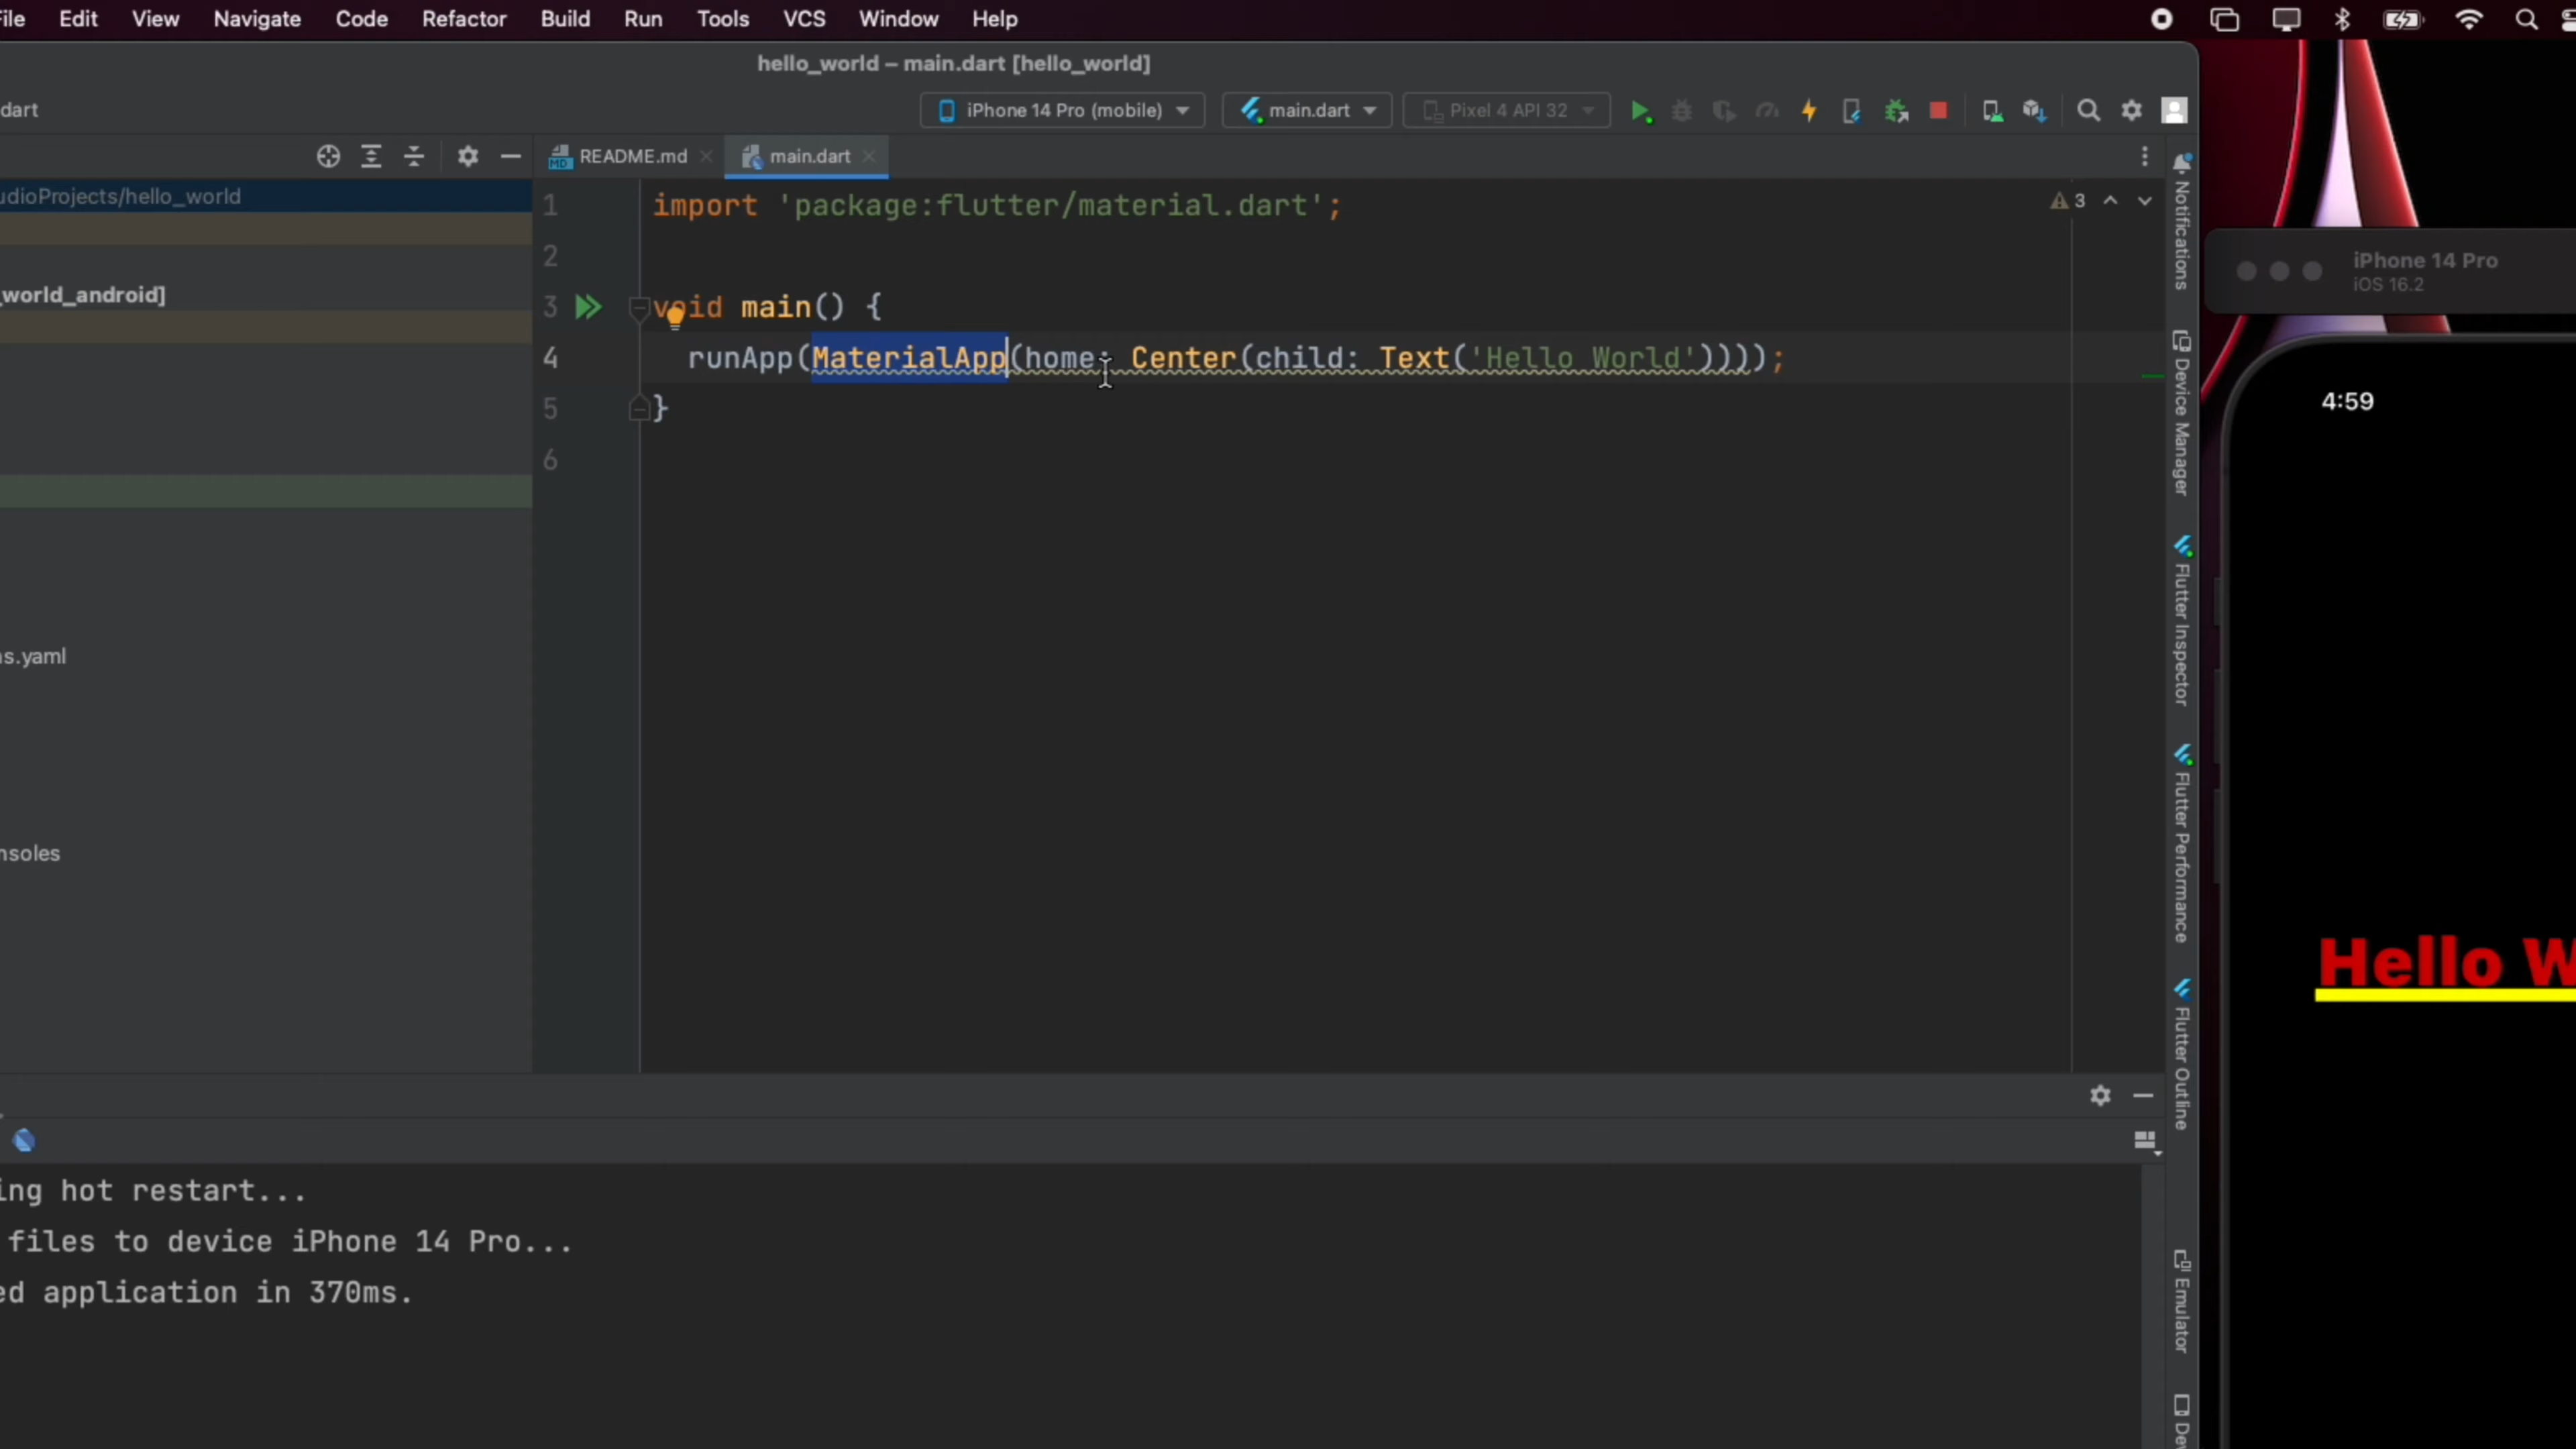 File Edit View Navigate Code Refactor Build Run Tools VCS Window Help
hello_world – main.dart [hello_world]
dart
iPhone 14 Pro (mobile)
main.dart
Pixel 4 API 32
README.md
main.dart
udioProjects/hello_world
_world_android]
s.yaml
nsoles
1 import 'package:flutter/material.dart';
2
3 void main() {
4 runApp(MaterialApp(home: Center(child: Text('Hello World'))));
5 }
6
3
Notifications
Device Manager
Flutter Inspector
Flutter Performance
Flutter Outline
Emulator
iPhone 14 Pro
iOS 16.2
4:59
Hello W
ing hot restart...
files to device iPhone 14 Pro...
ed application in 370ms.